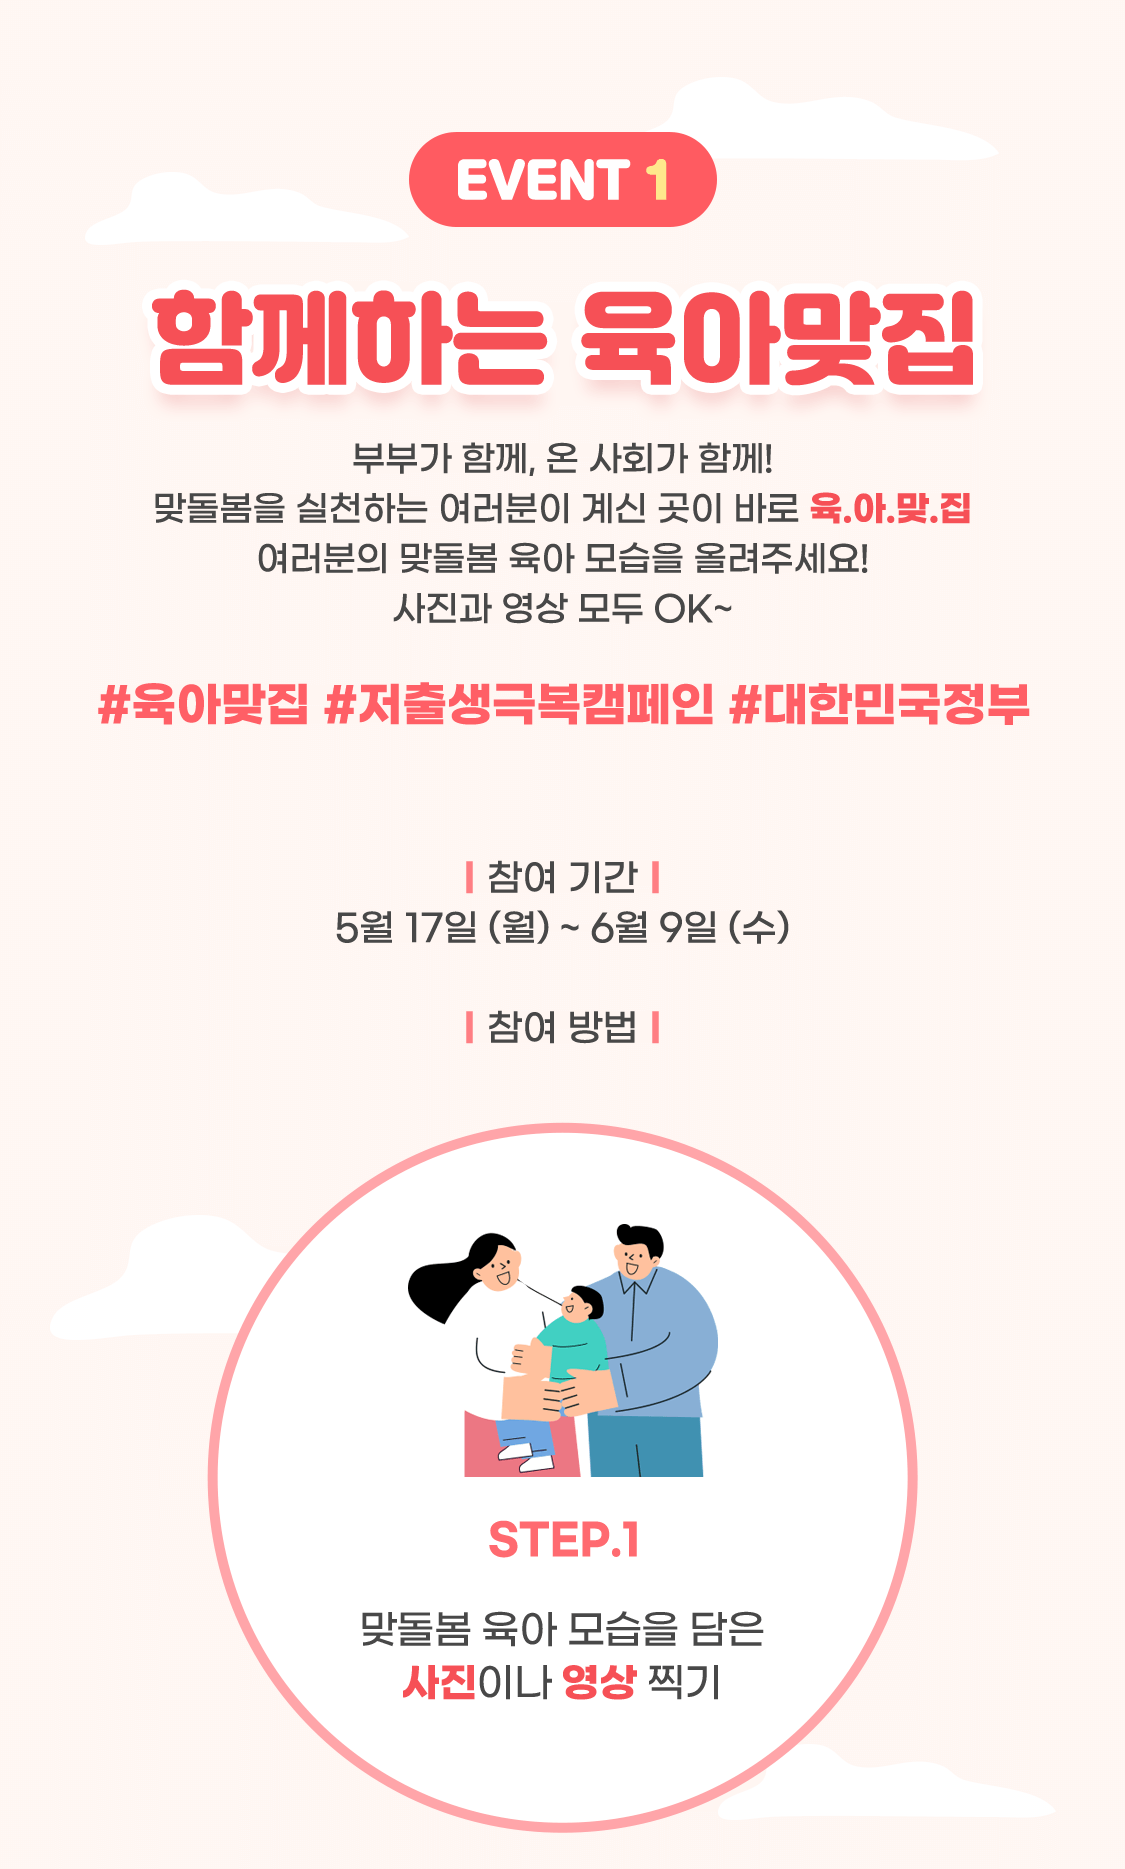 EVENT 1
함께하는 육아맞집
부부가 함께, 온 사회가 함께!
맞돌봄을 실천하는 여러분이 계신 곳이 바로 육.아.맞.집
여러분의 맞돌봄 육아 모습을 올려주세요!
사진과 영상 모두 OK~
#육아맞집 #저출생극복캠페인 #대한민국정부
| 참여 기간 |
5월 17일 (월) ~ 6월 9일 (수)
| 참여 방법 |
STEP.1
맞돌봄 육아 모습을 담은
사진이나 영상 찍기